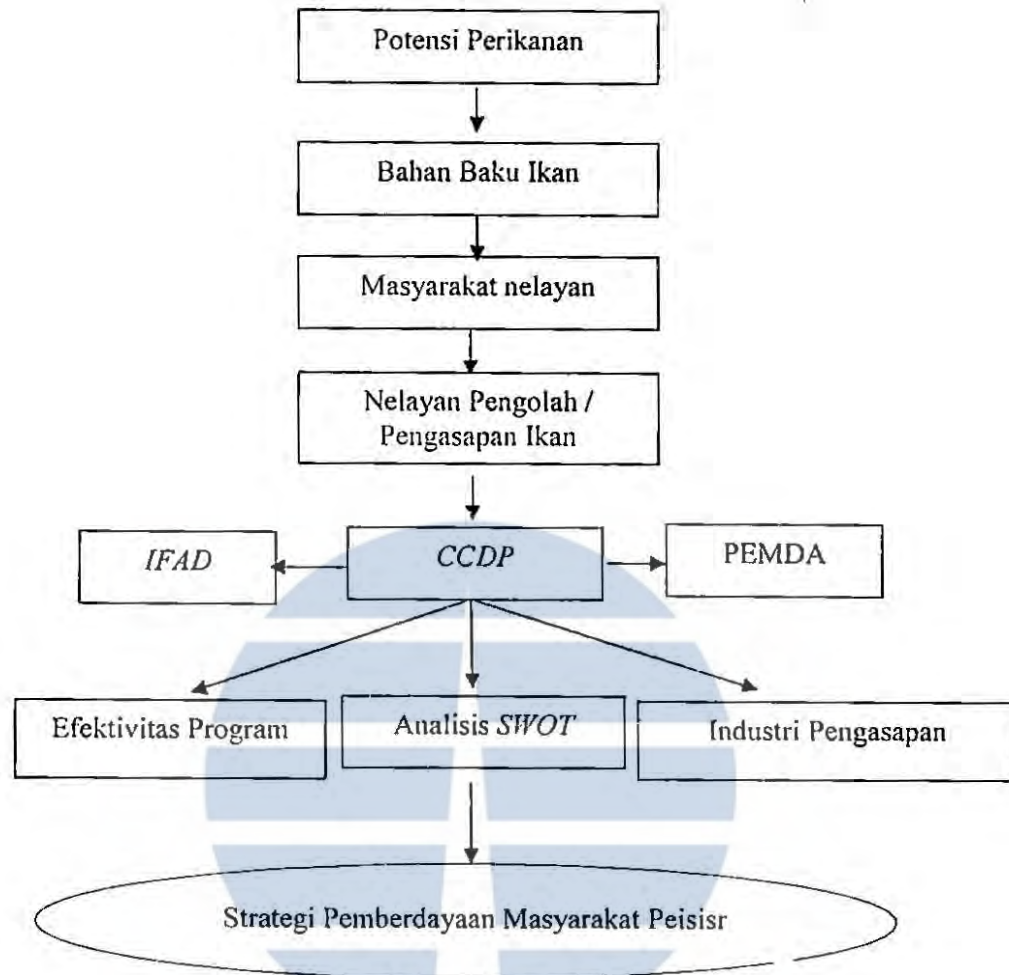 Potensi Perikanan
Bahan Baku Ikan
Masyarakat nelayan
Nelayan Pengolah /
Pengasapan Ikan
IFAD
CCDP
PEMDA
Efektivitas Program
Analisis SWOT
Industri Pengasapan
Strategi Pemberdayaan Masyarakat Peisisr